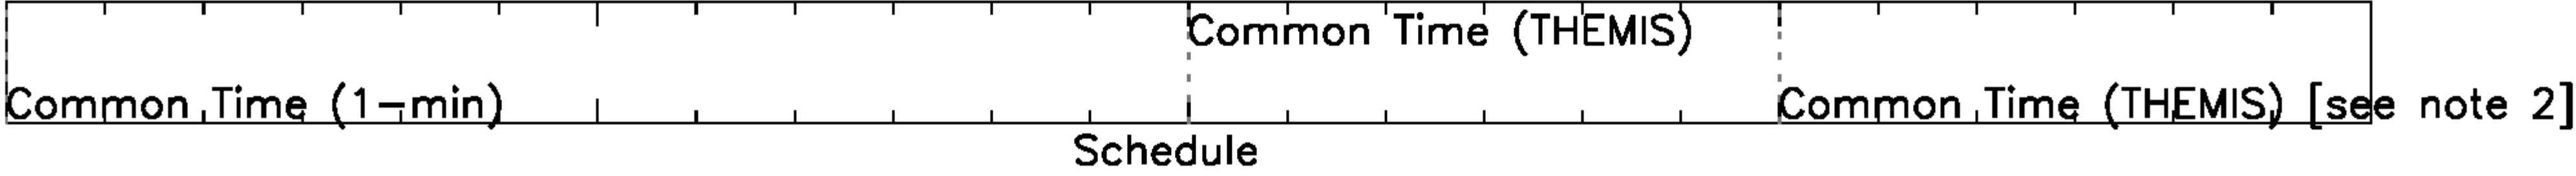 Common Time (THEMIS)
Common Time (1-min)
Common Time (THEMIS) [see note 2]
Schedule